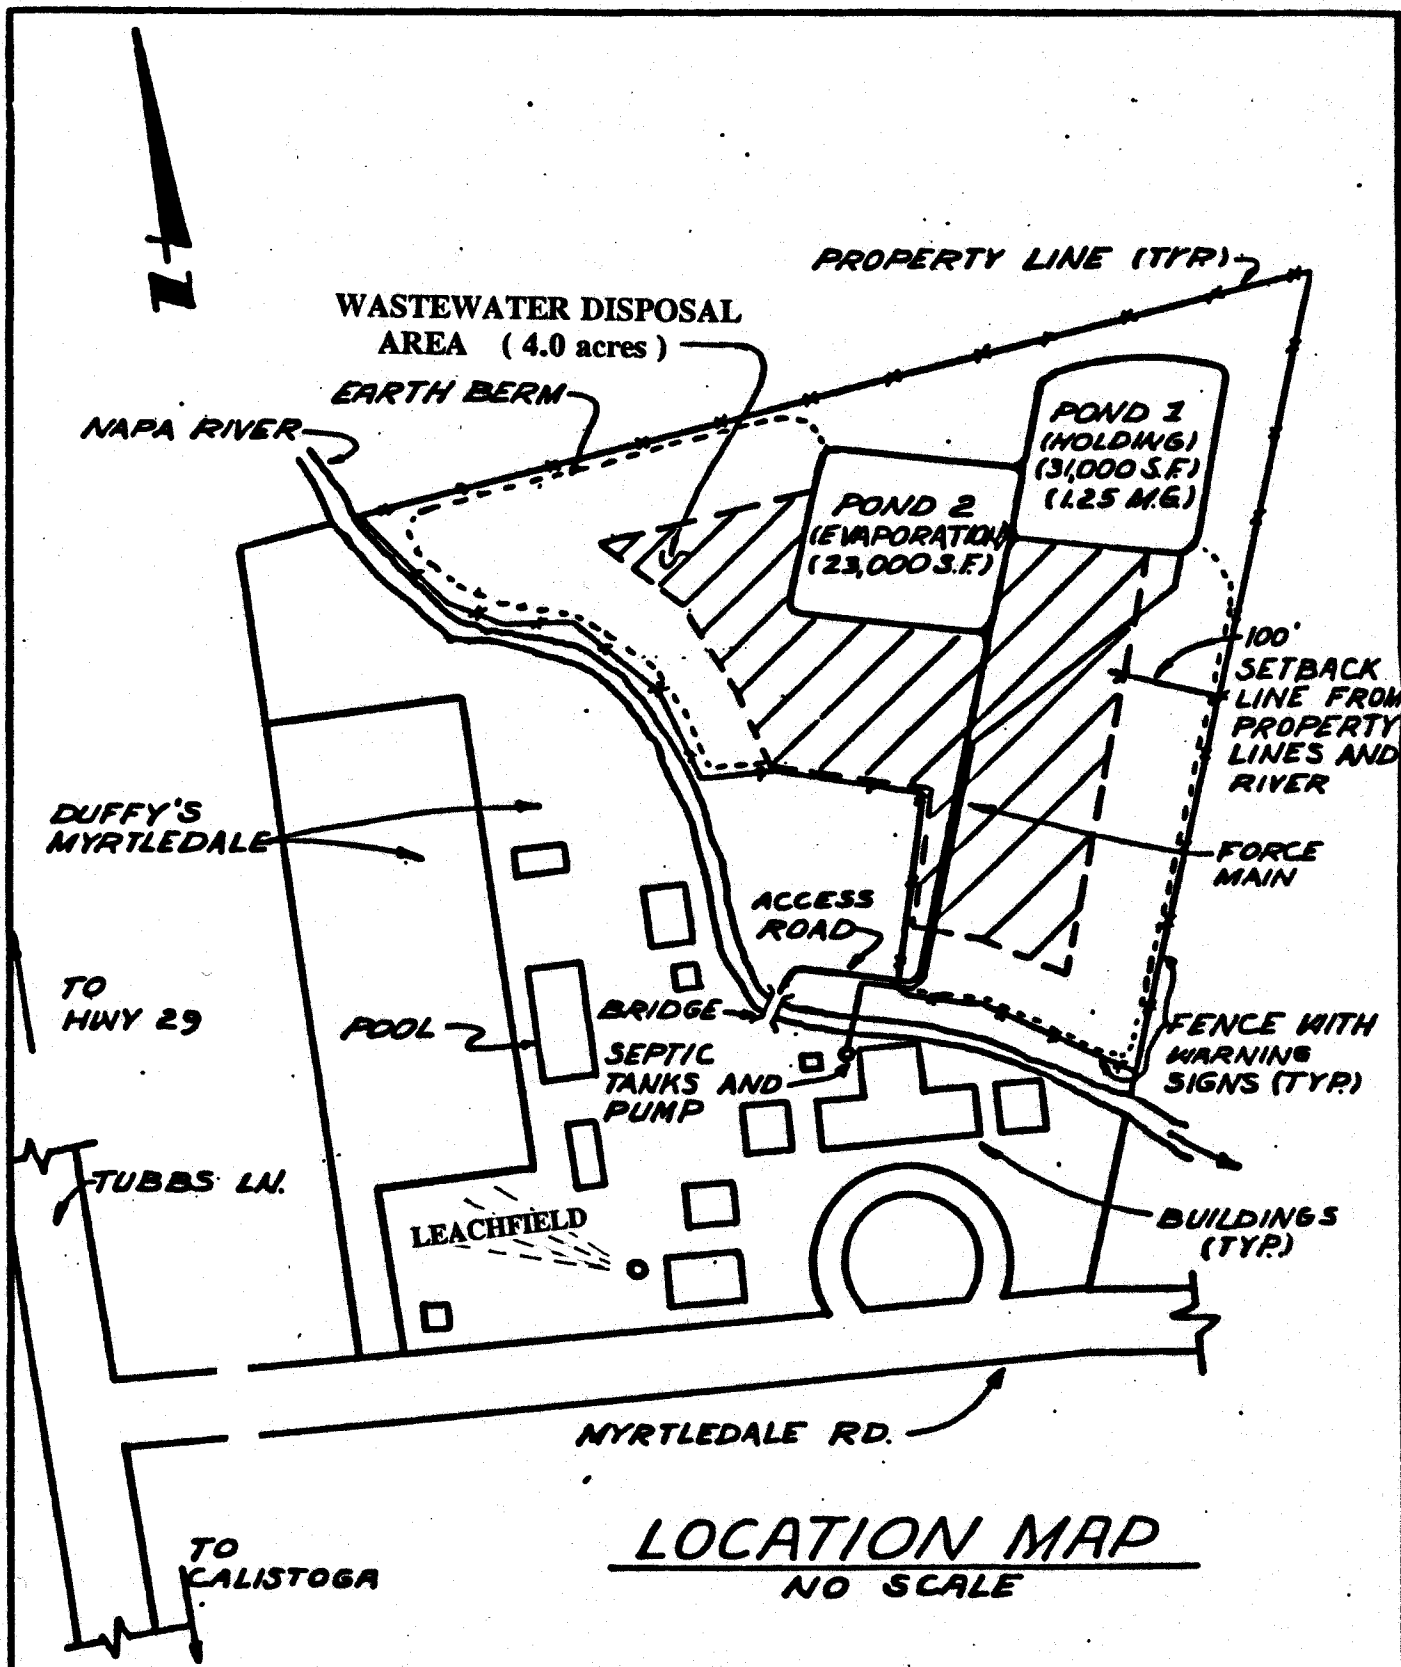 N
PROPERTY LINE (TYP.)
WASTEWATER DISPOSAL
AREA ( 4.0 acres )
EARTH BERM
NAPA RIVER
POND 1
(HOLDING)
(31,000 S.F.)
(1.25 M.G.)
POND 2
(EVAPORATION)
(23,000 S.F.)
100'
SETBACK
LINE FROM
PROPERTY
LINES AND
RIVER
DUFFY'S
MYRTLEDALE
FORCE
MAIN
ACCESS
ROAD
TO
HWY 29
POOL
BRIDGE
SEPTIC
TANKS AND
PUMP
FENCE WITH
WARNING
SIGNS (TYP.)
TUBBS LN.
LEACHFIELD
BUILDINGS
(TYP.)
MYRTLEDALE RD.
TO
CALISTOGA
LOCATION MAP
NO SCALE